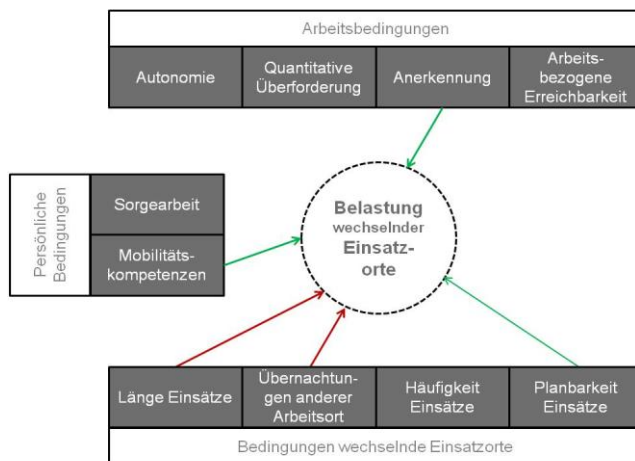 Arbeitsbedingungen
Autonomie
Quantitative
Überforderung
Anerkennung
Arbeits-
bezogene
Erreichbarkeit
Persönliche
Bedingungen
Sorgearbeit
Mobilitäts-
kompetenzen
Belastung
wechselnder
Einsatz-
orte
Länge Einsätze
Übernachtun-
gen anderer
Arbeitsort
Häufigkeit
Einsätze
Planbarkeit
Einsätze
Bedingungen wechselnde Einsatzorte